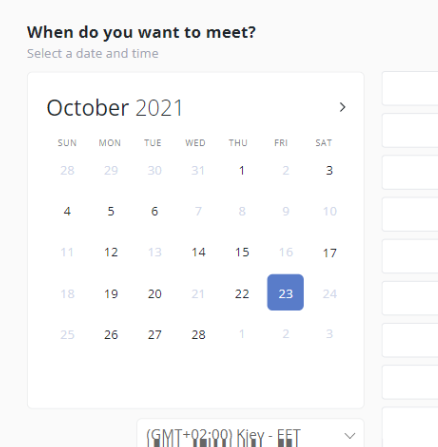 When do you want to meet?
Select a date and time
October 2021
SUN MON TUE WED THU FRI SAT
28 29 30 31 1 2 3
4 5 6 7 8 9 10
11 12 13 14 15 16 17
18 19 20 21 22 23 24
25 26 27 28 1 2 3
(GMT+02:00) Kiev - EET